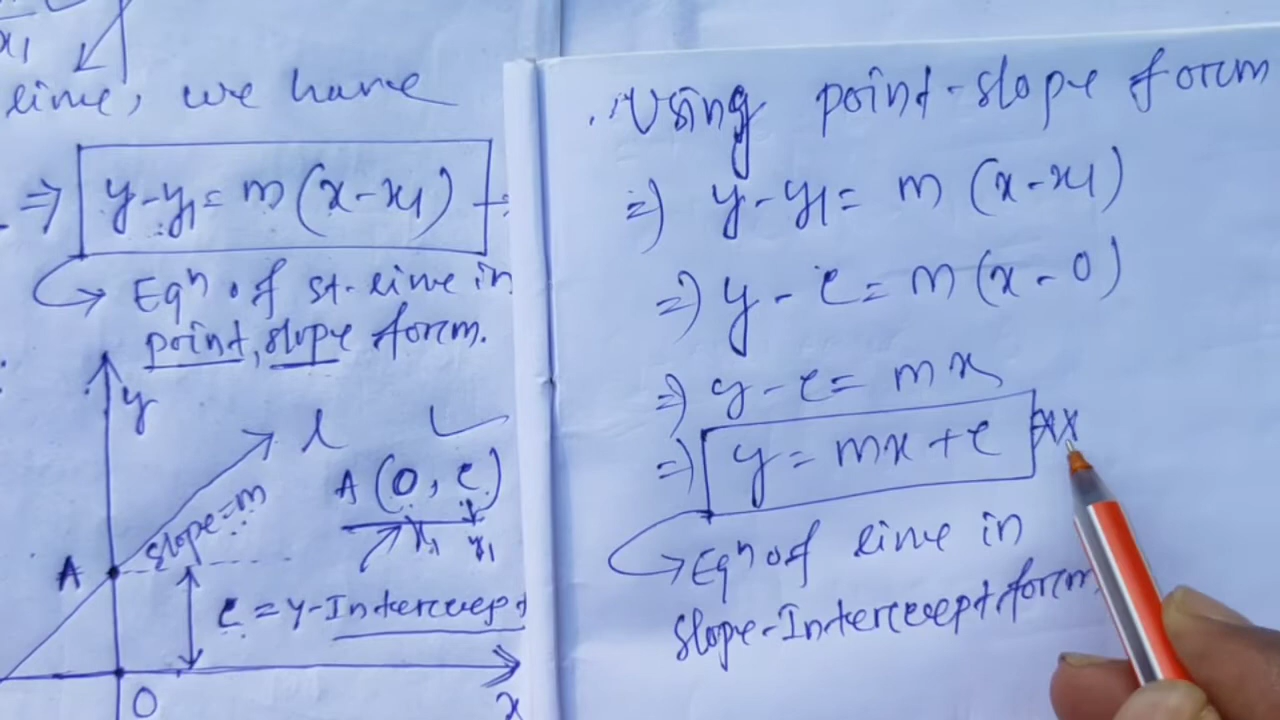 x₁
line, we have
⇒ y-y₁ = m(x-x₁)
Eqⁿ of st-line in
point, slope form.
y
l
A (0, c)
x₁ y₁
slope=m
A
c = y-Intercept
O
x
Using point-slope form
⇒ y-y₁ = m (x-x₁)
⇒ y - c = m(x - 0)
⇒ y - c = mx
⇒ y = mx + c
Eqⁿ of line in
slope-Intercept form,